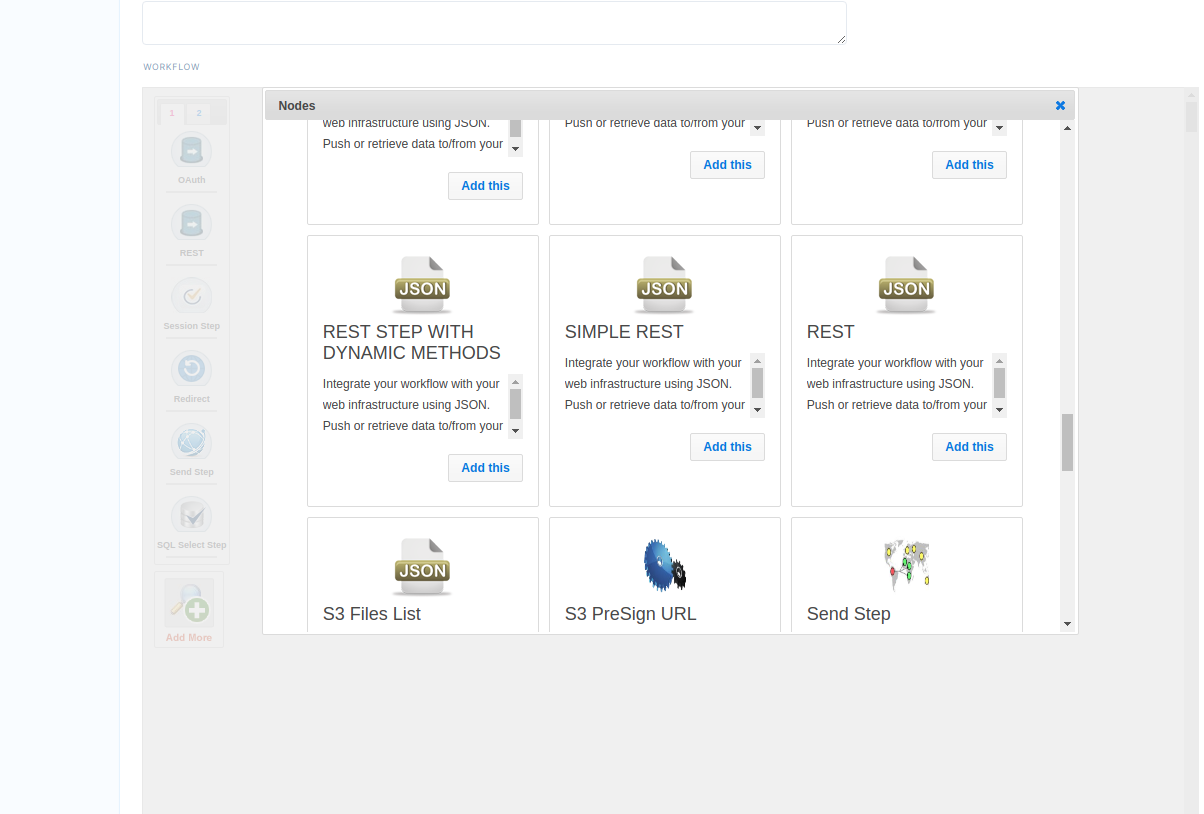 WORKFLOW
Nodes
1 2
OAuth
REST
Session Step
Redirect
Send Step
SQL Select Step
Add More
web infrastructure using JSON.
Push or retrieve data to/from your
Add this
Push or retrieve data to/from your
Add this
Push or retrieve data to/from your
Add this
JSON
REST STEP WITH
DYNAMIC METHODS
Integrate your workflow with your
web infrastructure using JSON.
Push or retrieve data to/from your
Add this
JSON
SIMPLE REST
Integrate your workflow with your
web infrastructure using JSON.
Push or retrieve data to/from your
Add this
JSON
REST
Integrate your workflow with your
web infrastructure using JSON.
Push or retrieve data to/from your
Add this
JSON
S3 Files List
S3 PreSign URL
Send Step